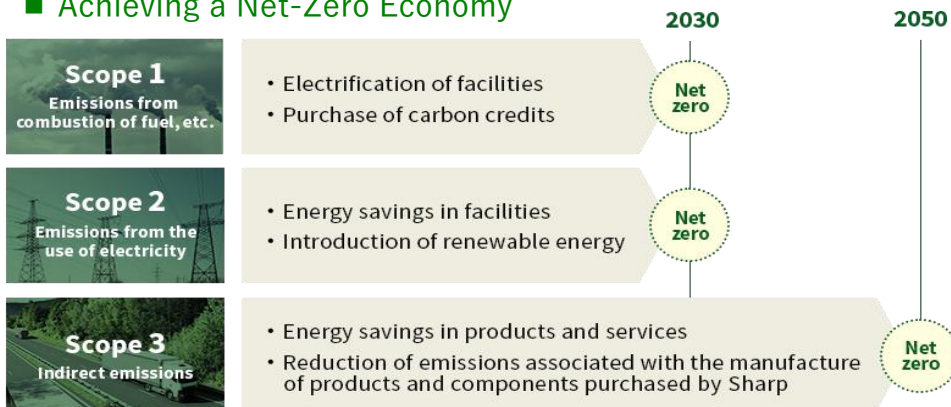 ■ Achieving a Net-Zero Economy
2030
2050
Scope 1
Emissions from
combustion of fuel, etc.
・Electrification of facilities
・Purchase of carbon credits
Net
zero
Scope 2
Emissions from the
use of electricity
・Energy savings in facilities
・Introduction of renewable energy
Net
zero
Scope 3
Indirect emissions
・Energy savings in products and services
・Reduction of emissions associated with the manufacture
of products and components purchased by Sharp
Net
zero